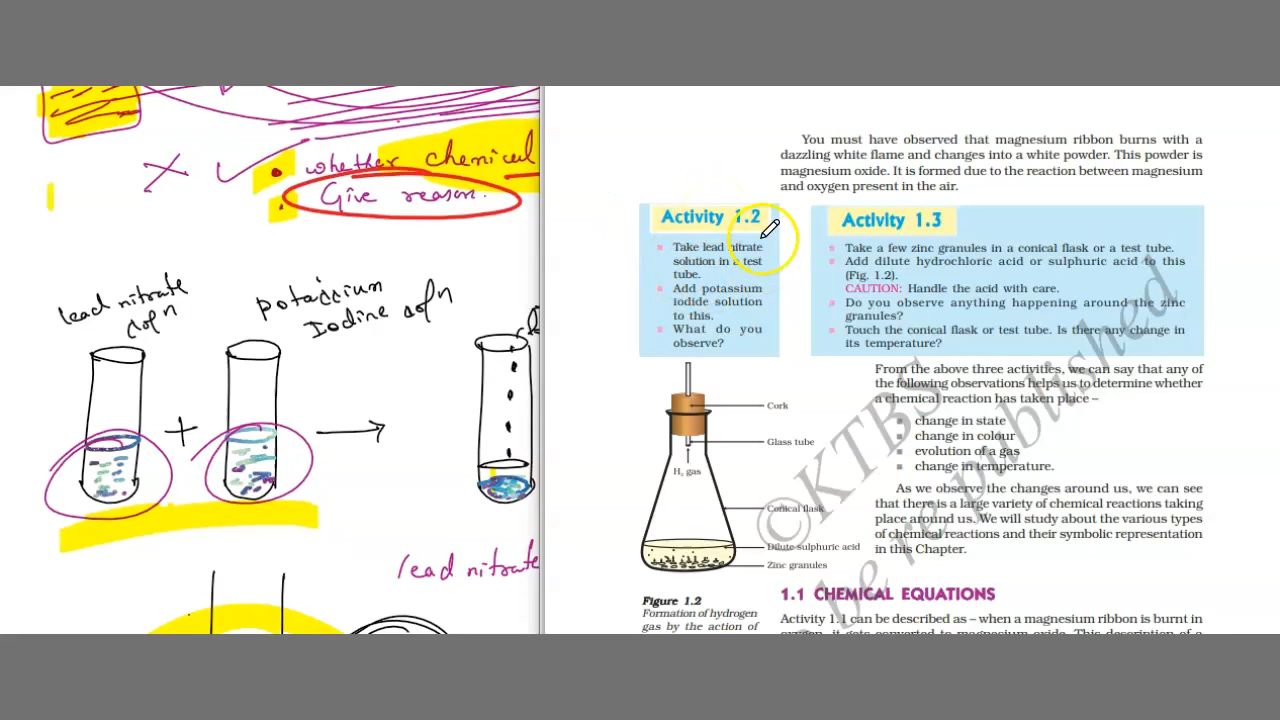 whether chemical
Give reason.
lead nitrate
soln
potassium
Iodine soln
lead nitrate
You must have observed that magnesium ribbon burns with a
dazzling white flame and changes into a white powder. This powder is
magnesium oxide. It is formed due to the reaction between magnesium
and oxygen present in the air.
Activity 1.2
Take lead nitrate
solution in a test
tube.
Add potassium
iodide solution
to this.
What do you
observe?
Activity 1.3
Take a few zinc granules in a conical flask or a test tube.
Add dilute hydrochloric acid or sulphuric acid to this
(Fig. 1.2).
CAUTION: Handle the acid with care.
Do you observe anything happening around the zinc
granules?
Touch the conical flask or test tube. Is there any change in
its temperature?
From the above three activities, we can say that any of
the following observations helps us to determine whether
a chemical reaction has taken place –
change in state
change in colour
evolution of a gas
change in temperature.
As we observe the changes around us, we can see
that there is a large variety of chemical reactions taking
place around us. We will study about the various types
of chemical reactions and their symbolic representation
in this Chapter.
Cork
Glass tube
H₂ gas
Conical flask
Dilute sulphuric acid
Zinc granules
Figure 1.2
Formation of hydrogen
gas by the action of
1.1 CHEMICAL EQUATIONS
Activity 1.1 can be described as – when a magnesium ribbon is burnt in
oxygen, it gets converted to magnesium oxide. This description of a
©KTBS
be republished